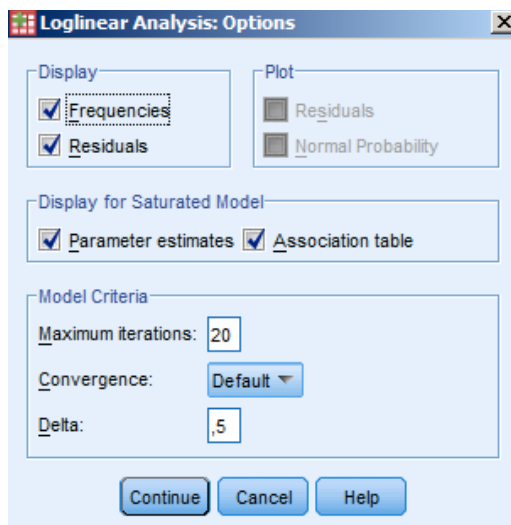 Loglinear Analysis: Options
Display
Frequencies
Residuals
Plot
Residuals
Normal Probability
Display for Saturated Model
Parameter estimates
Association table
Model Criteria
Maximum iterations: 20
Convergence: Default
Delta: ,5
Continue Cancel Help